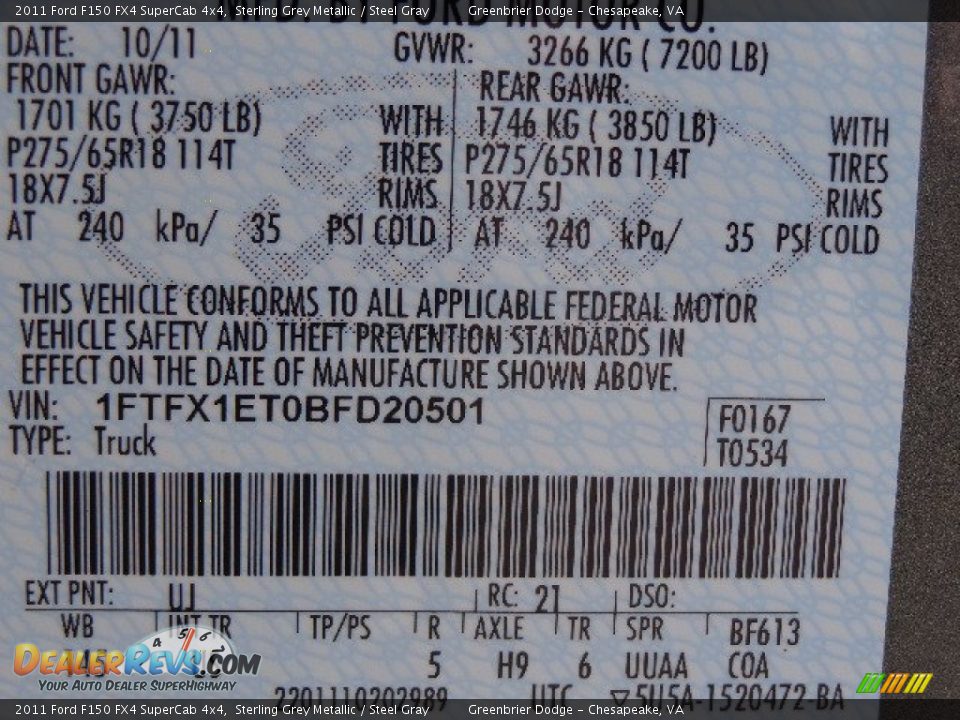 2011 Ford F150 FX4 SuperCab 4x4, Sterling Grey Metallic / Steel Gray Greenbrier Dodge - Chesapeake, VA
FORD MOTOR CO.
DATE: 10/11 GVWR: 3266 KG ( 7200 LB)
FRONT GAWR: REAR GAWR:
1701 KG ( 3750 LB) WITH 1746 KG ( 3850 LB) WITH
P275/65R18 114T TIRES P275/65R18 114T TIRES
18X7.5J RIMS 18X7.5J RIMS
AT 240 kPa/ 35 PSI COLD AT 240 kPa/ 35 PSI COLD
THIS VEHICLE CONFORMS TO ALL APPLICABLE FEDERAL MOTOR
VEHICLE SAFETY AND THEFT PREVENTION STANDARDS IN
EFFECT ON THE DATE OF MANUFACTURE SHOWN ABOVE.
VIN: 1FTFX1ET0BFD20501
TYPE: Truck
F0167
T0534
EXT PNT: UJ RC: 21 DSO:
WB INT TR TP/PS R AXLE TR SPR BF613
5 H9 6 UUAA COA
DealerRevs.com
Your Auto Dealer SuperHighway
2201110202989 UTC ▽5U5A-1520472-BA
2011 Ford F150 FX4 SuperCab 4x4, Sterling Grey Metallic / Steel Gray Greenbrier Dodge - Chesapeake, VA